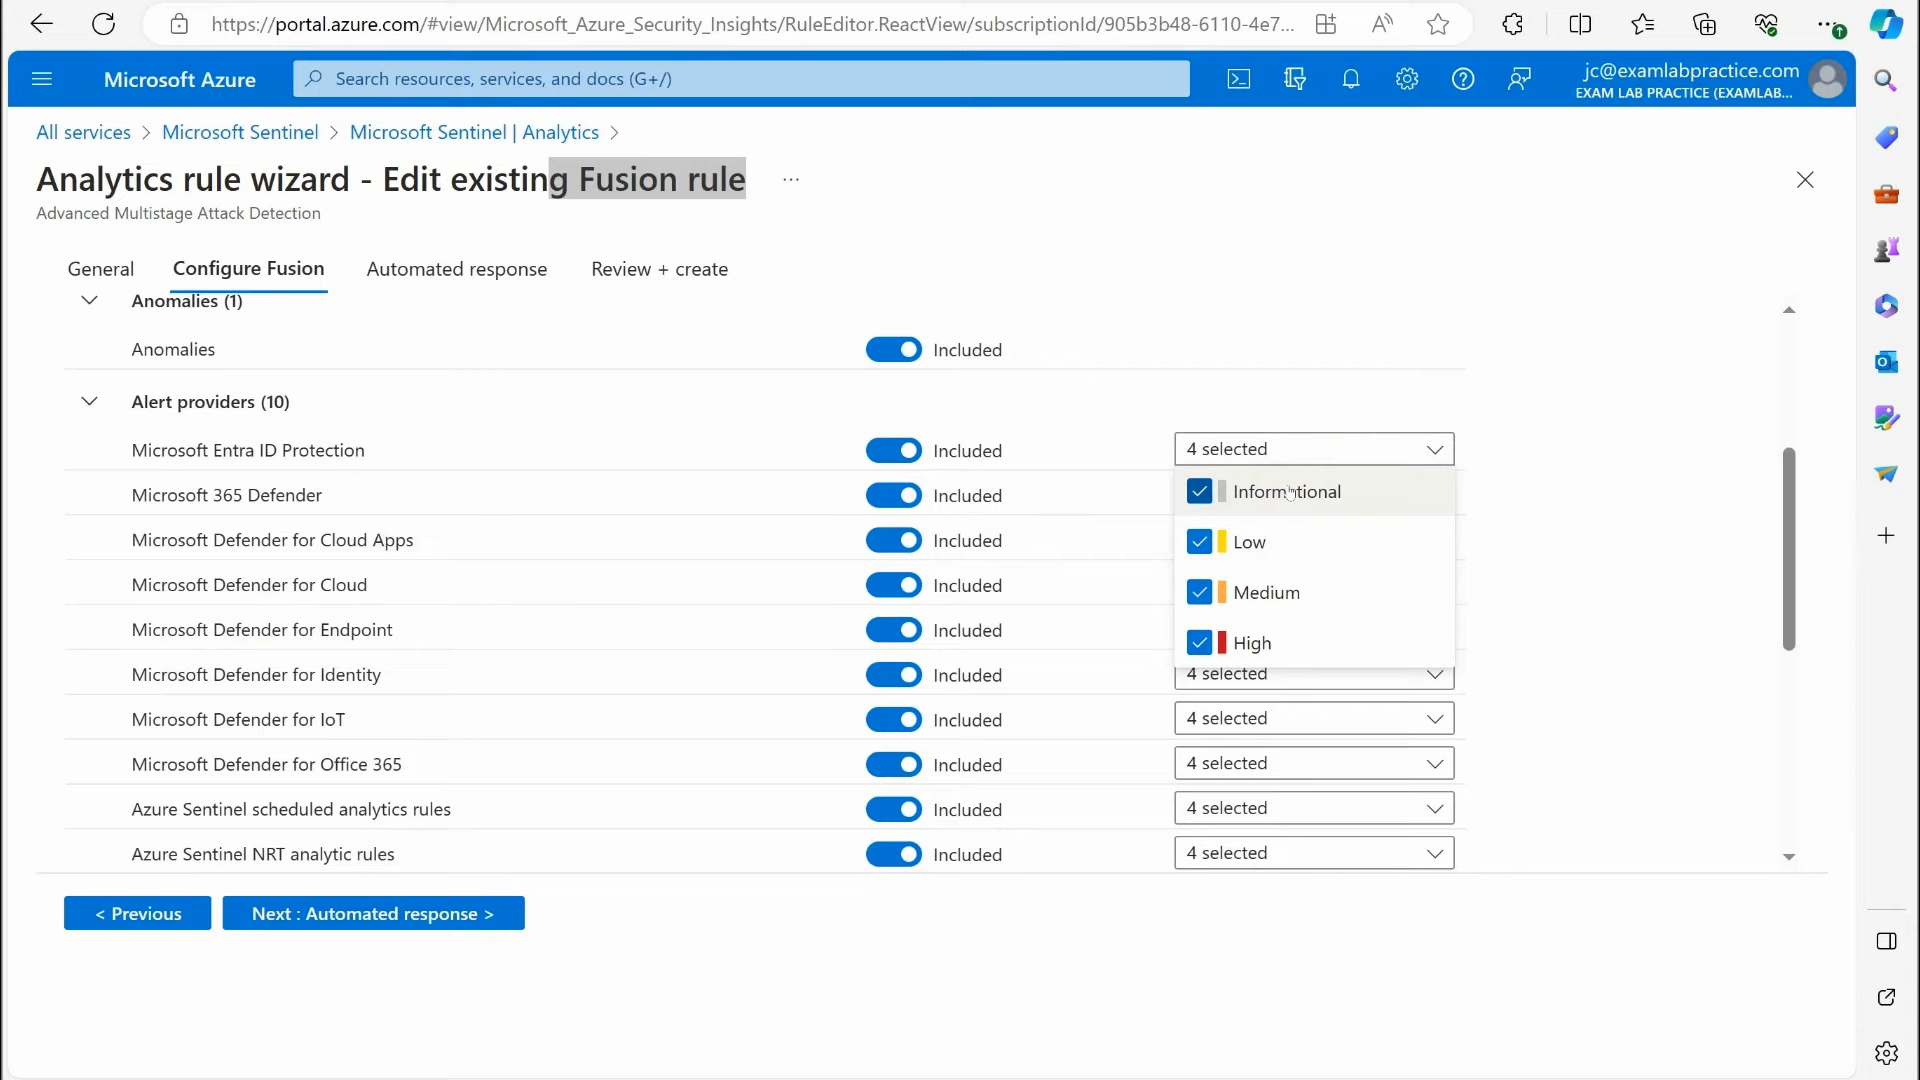 https://portal.azure.com/#view/Microsoft_Azure_Security_Insights/RuleEditor.ReactView/subscriptionId/905b3b48-6110-4e7...
Microsoft Azure
Search resources, services, and docs (G+/)
jc@examlabpractice.com
EXAM LAB PRACTICE (EXAMLAB...
All services > Microsoft Sentinel > Microsoft Sentinel | Analytics >
Analytics rule wizard - Edit existing Fusion rule ...
Advanced Multistage Attack Detection
General Configure Fusion Automated response Review + create
Anomalies (1)
Anomalies Included
Alert providers (10)
Microsoft Entra ID Protection Included 4 selected
Microsoft 365 Defender Included Informational
Microsoft Defender for Cloud Apps Included Low
Microsoft Defender for Cloud Included Medium
Microsoft Defender for Endpoint Included High
Microsoft Defender for Identity Included 4 selected
Microsoft Defender for IoT Included 4 selected
Microsoft Defender for Office 365 Included 4 selected
Azure Sentinel scheduled analytics rules Included 4 selected
Azure Sentinel NRT analytic rules Included 4 selected
< Previous Next : Automated response >